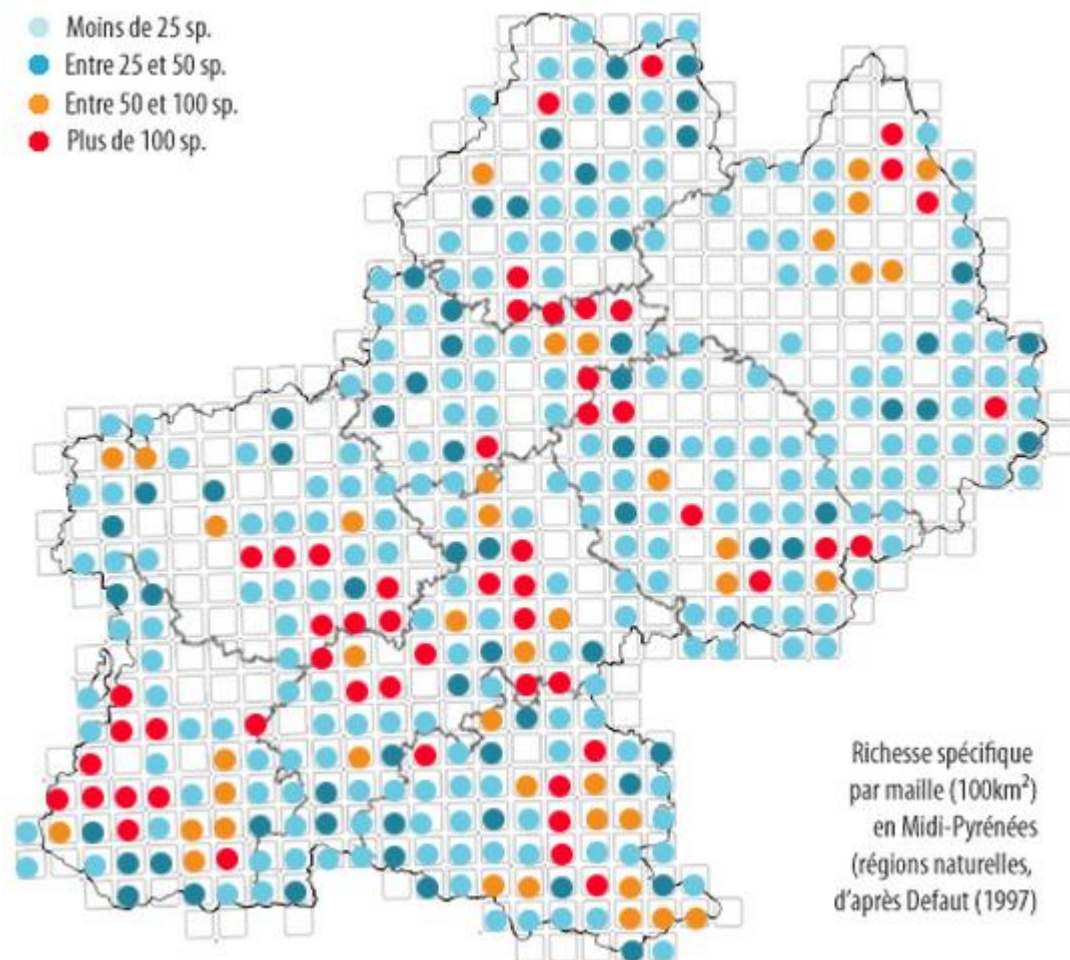 Moins de 25 sp.
Entre 25 et 50 sp.
Entre 50 et 100 sp.
Plus de 100 sp.
Richesse spécifique
par maille (100km²)
en Midi-Pyrénées
(régions naturelles,
d'après Defaut (1997)